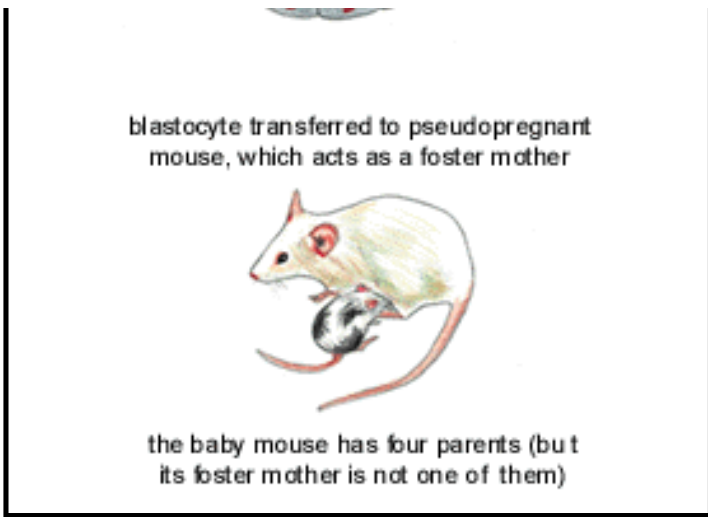 blastocyte transferred to pseudopregnant
mouse, which acts as a foster mother
the baby mouse has four parents (but
its foster mother is not one of them)